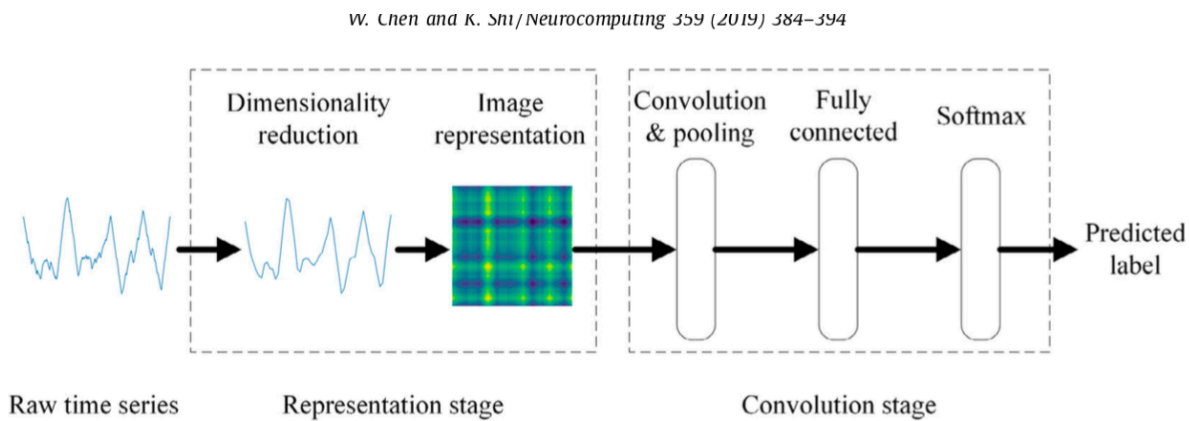 W. Chen and K. Shi / Neurocomputing 359 (2019) 384–394
Dimensionality
reduction
Image
representation
Convolution
& pooling
Fully
connected
Softmax
Predicted
label
Raw time series
Representation stage
Convolution stage